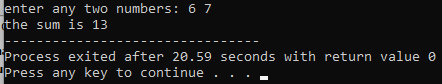 enter any two numbers: 6 7
the sum is 13
--------------------------------
Process exited after 20.59 seconds with return value 0
Press any key to continue . . .